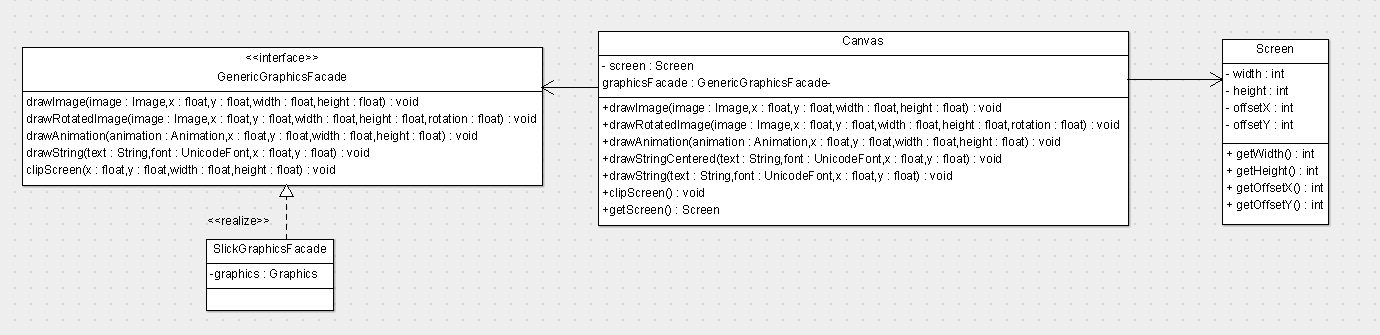 <<interface>>
GenericGraphicsFacade
drawImage(image : Image,x : float,y : float,width : float,height : float) : void
drawRotatedImage(image : Image,x : float,y : float,width : float,height : float,rotation : float) : void
drawAnimation(animation : Animation,x : float,y : float,width : float,height : float) : void
drawString(text : String,font : UnicodeFont,x : float,y : float) : void
clipScreen(x : float,y : float,width : float,height : float) : void
<<realize>>
SlickGraphicsFacade
-graphics : Graphics
Canvas
- screen : Screen
graphicsFacade : GenericGraphicsFacade-
+drawImage(image : Image,x : float,y : float,width : float,height : float) : void
+drawRotatedImage(image : Image,x : float,y : float,width : float,height : float,rotation : float) : void
+drawAnimation(animation : Animation,x : float,y : float,width : float,height : float) : void
+drawStringCentered(text : String,font : UnicodeFont,x : float,y : float) : void
+drawString(text : String,font : UnicodeFont,x : float,y : float) : void
+clipScreen() : void
+getScreen() : Screen
Screen
- width : int
- height : int
- offsetX : int
- offsetY : int
+ getWidth() : int
+ getHeight() : int
+ getOffsetX() : int
+ getOffsetY() : int